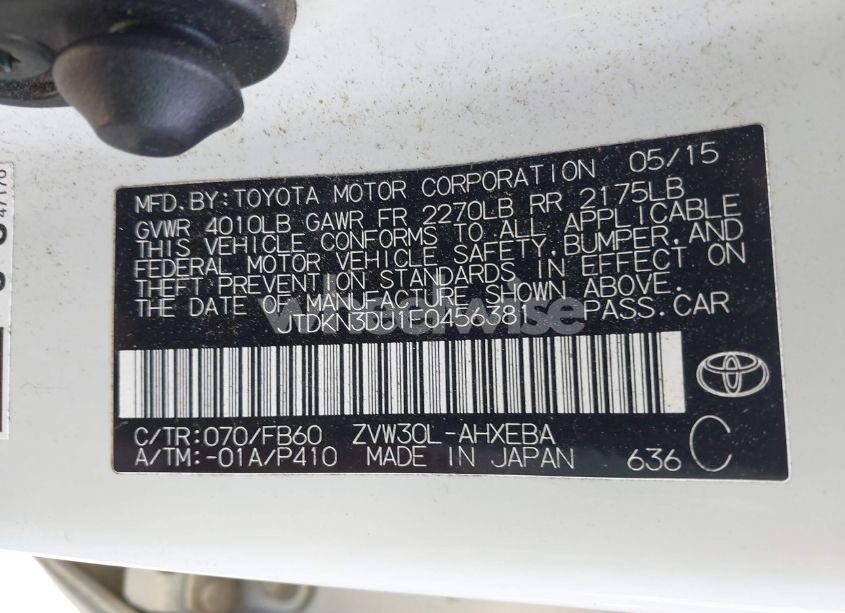 MFD.BY:TOYOTA MOTOR CORPORATION 05/15
GVWR 4010LB GAWR FR 2270LB RR 2175LB
THIS VEHICLE CONFORMS TO ALL APPLICABLE
FEDERAL MOTOR VEHICLE SAFETY,BUMPER,AND
THEFT PREVENTION STANDARDS IN EFFECT ON
THE DATE OF MANUFACTURE SHOWN ABOVE.
JTDKN3DU1F0456381 PASS.CAR
wheelwise
C/TR:070/FB60 ZVW30L-AHXEBA
A/TM:-01A/P410 MADE IN JAPAN 636 C